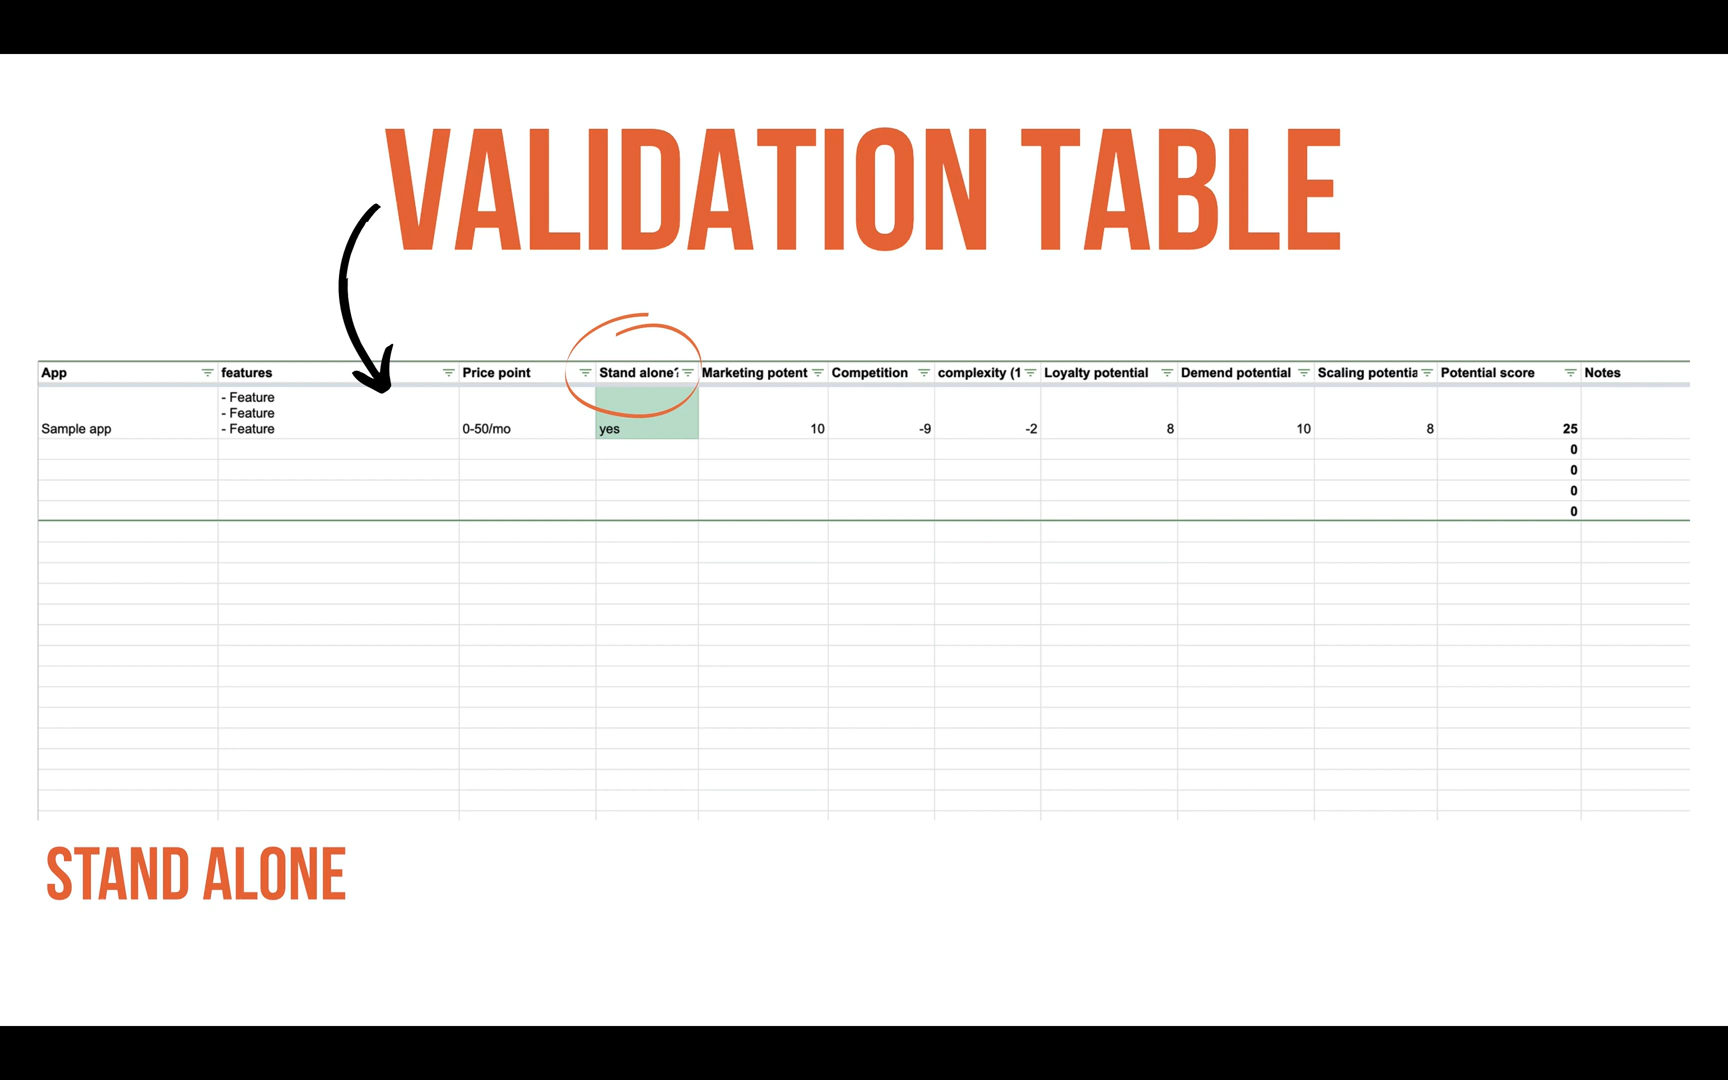 VALIDATION TABLE
App features Price point Stand alone? Marketing potent Competition complexity (1 Loyalty potential Demend potential Scaling potentia Potential score Notes
- Feature
- Feature
Sample app - Feature 0-50/mo yes 10 -9 -2 8 10 8 25
0
0
0
0
STAND ALONE